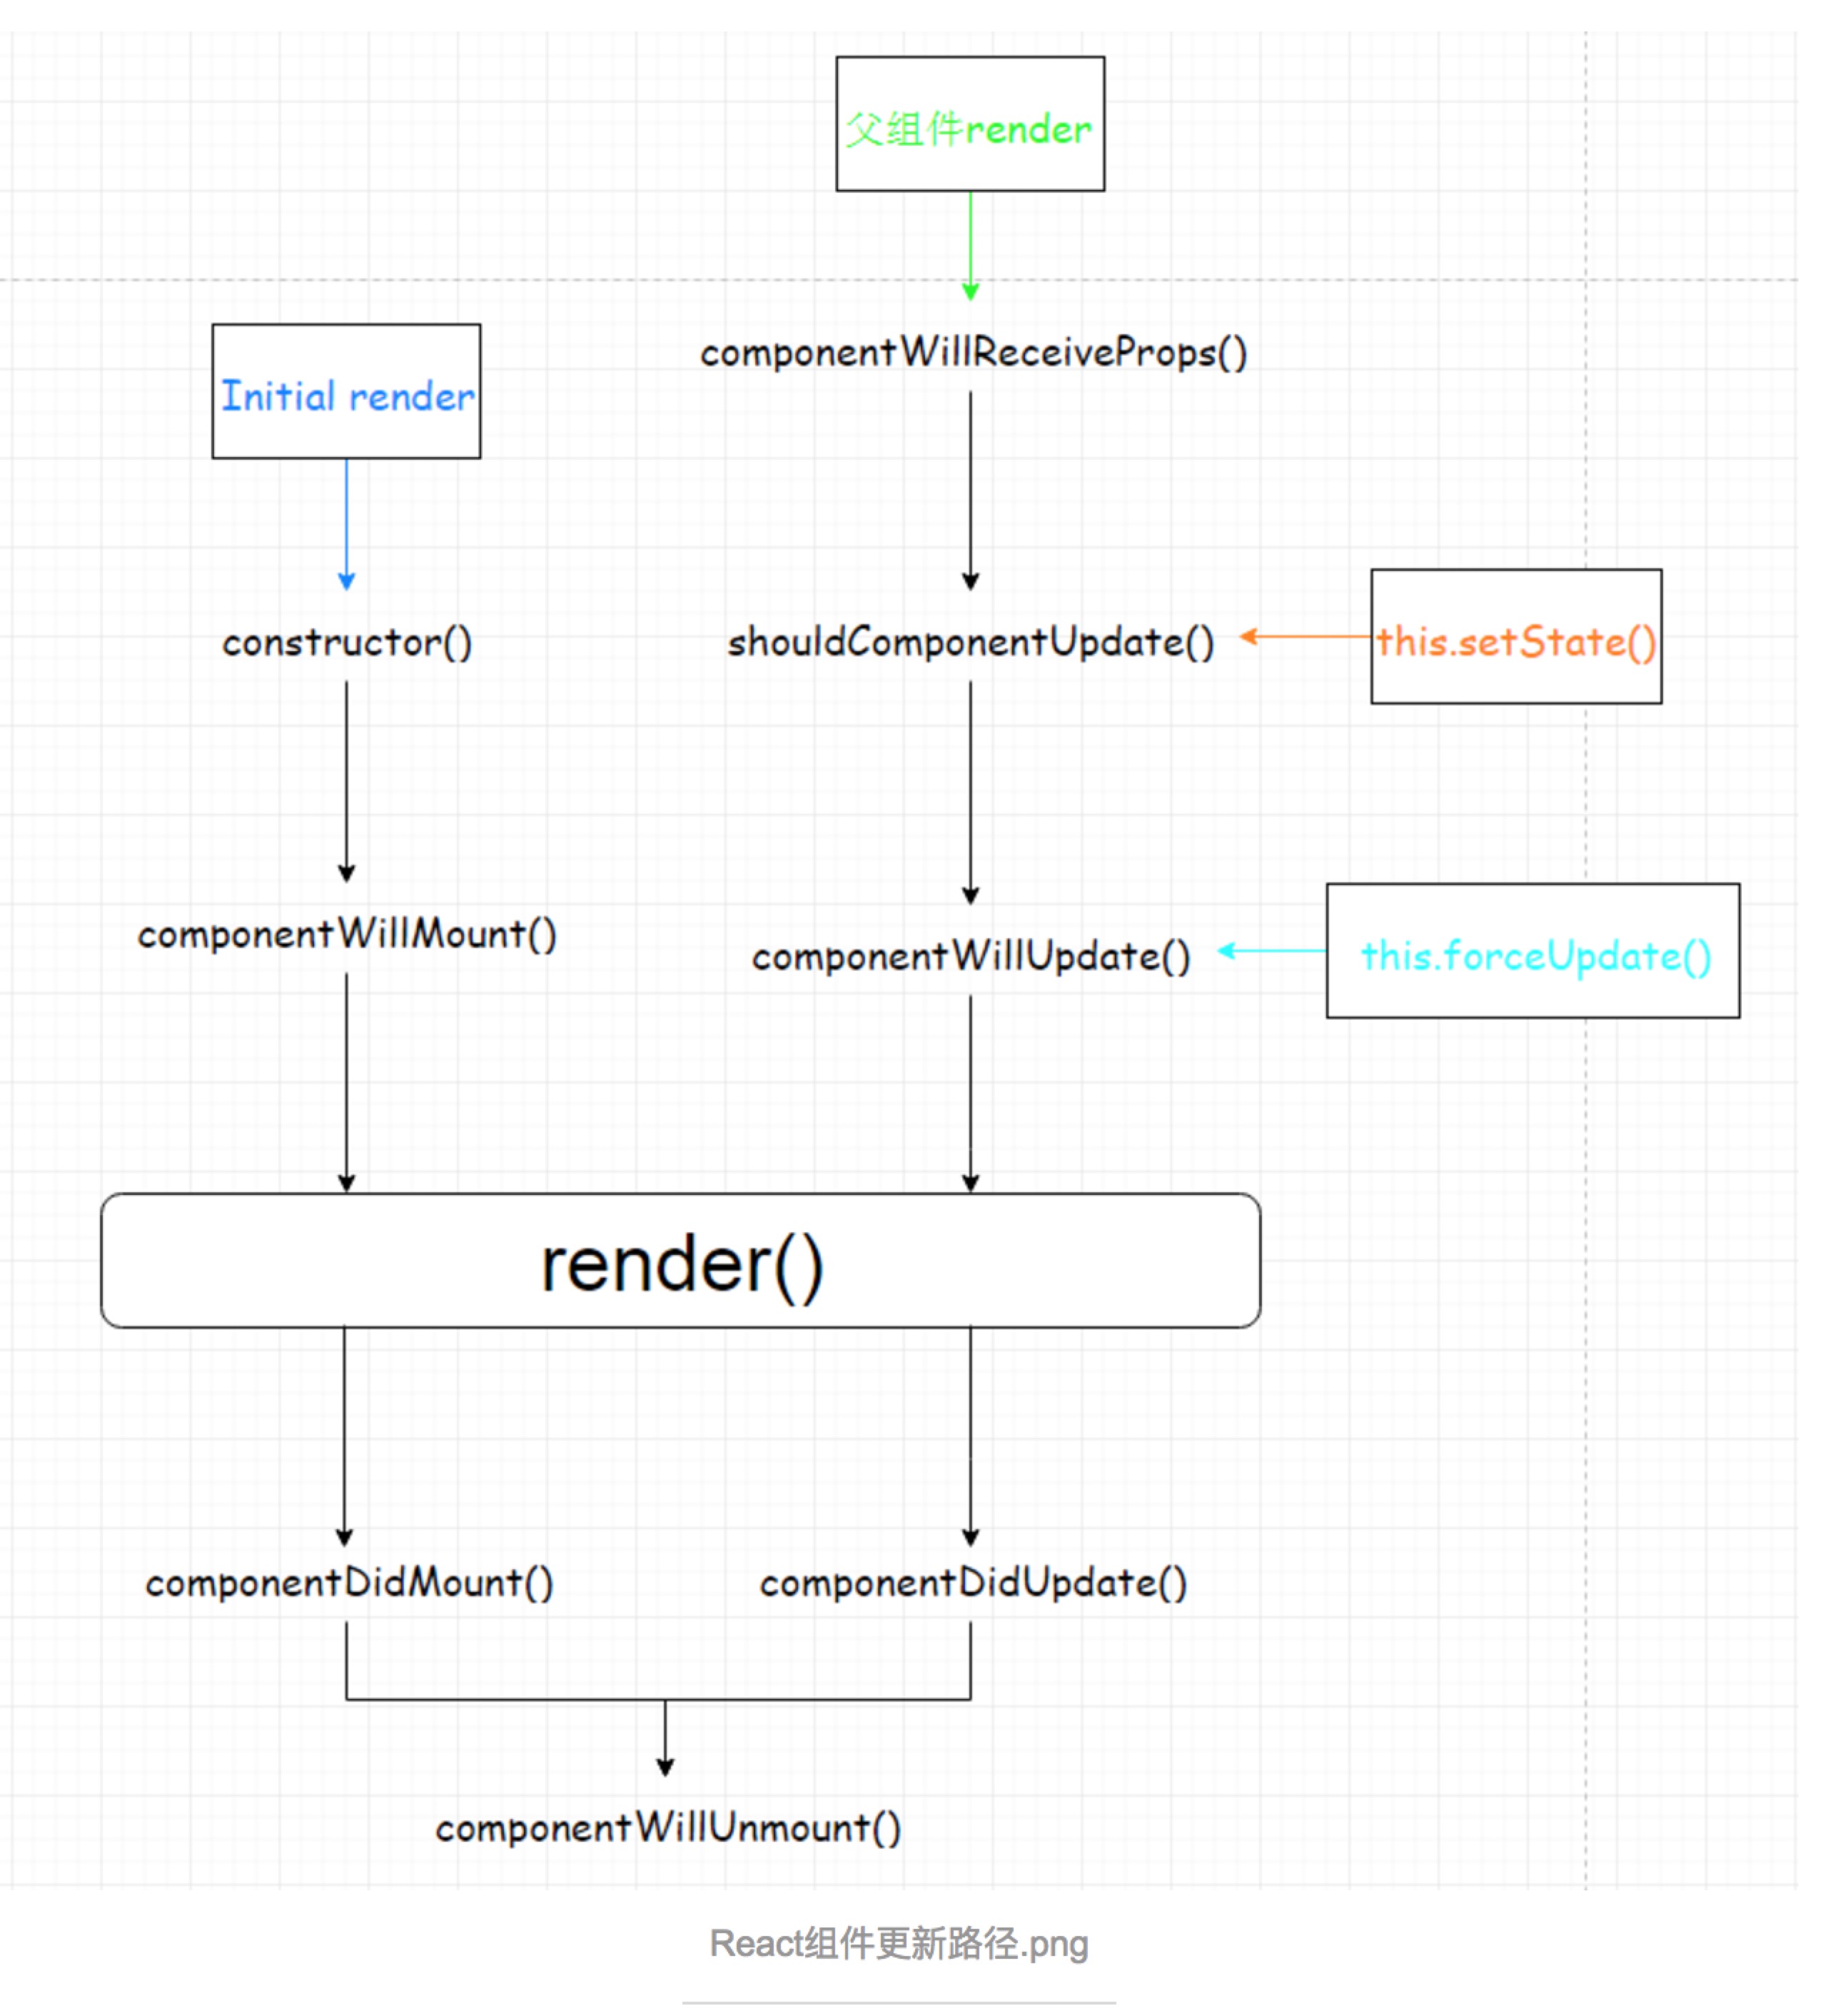 父组件render
componentWillReceiveProps()
Initial render
constructor()
shouldComponentUpdate()
this.setState()
componentWillMount()
componentWillUpdate()
this.forceUpdate()
render()
componentDidMount()
componentDidUpdate()
componentWillUnmount()
React组件更新路径.png